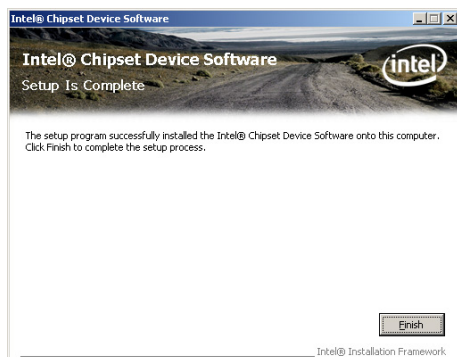 Intel® Chipset Device Software
Intel® Chipset Device Software
intel
Setup Is Complete
The setup program successfully installed the Intel® Chipset Device Software onto this computer.
Click Finish to complete the setup process.
Finish
Intel® Installation Framework